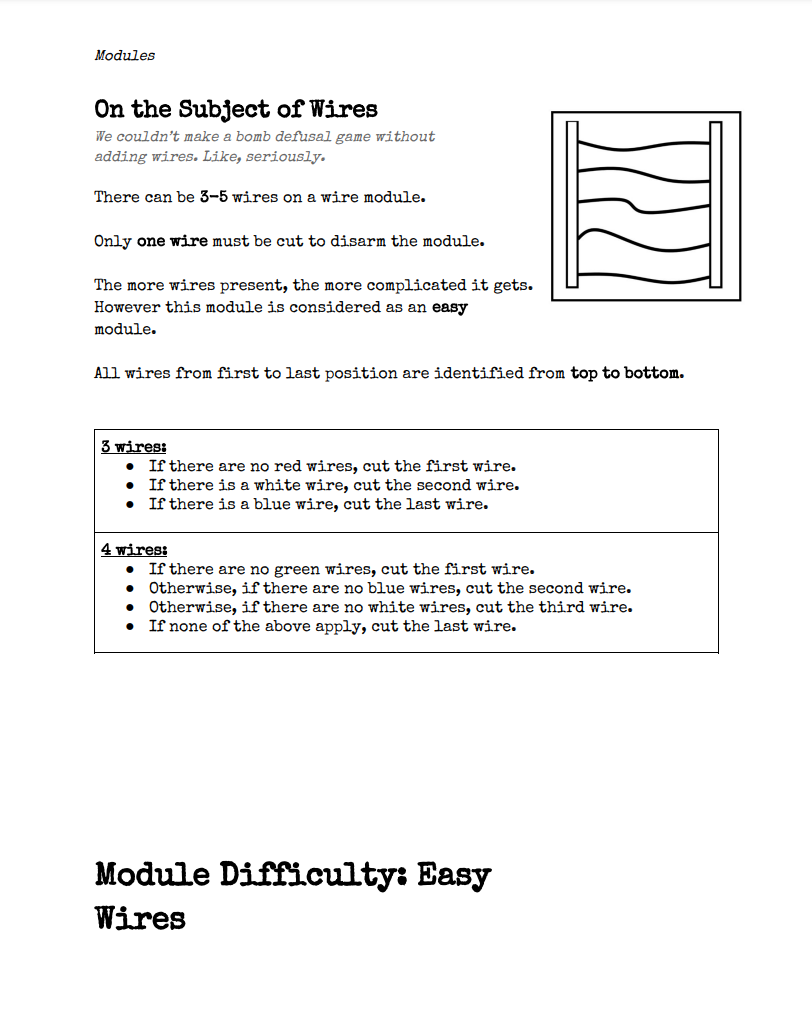 Modules
On the Subject of Wires
We couldn't make a bomb defusal game without
adding wires. Like, seriously.
There can be 3-5 wires on a wire module.
Only one wire must be cut to disarm the module.
The more wires present, the more complicated it gets.
However this module is considered as an easy
module.
All wires from first to last position are identified from top to bottom.
3 wires:
● If there are no red wires, cut the first wire.
● If there is a white wire, cut the second wire.
● If there is a blue wire, cut the last wire.
4 wires:
● If there are no green wires, cut the first wire.
● Otherwise, if there are no blue wires, cut the second wire.
● Otherwise, if there are no white wires, cut the third wire.
● If none of the above apply, cut the last wire.
Module Difficulty: Easy
Wires